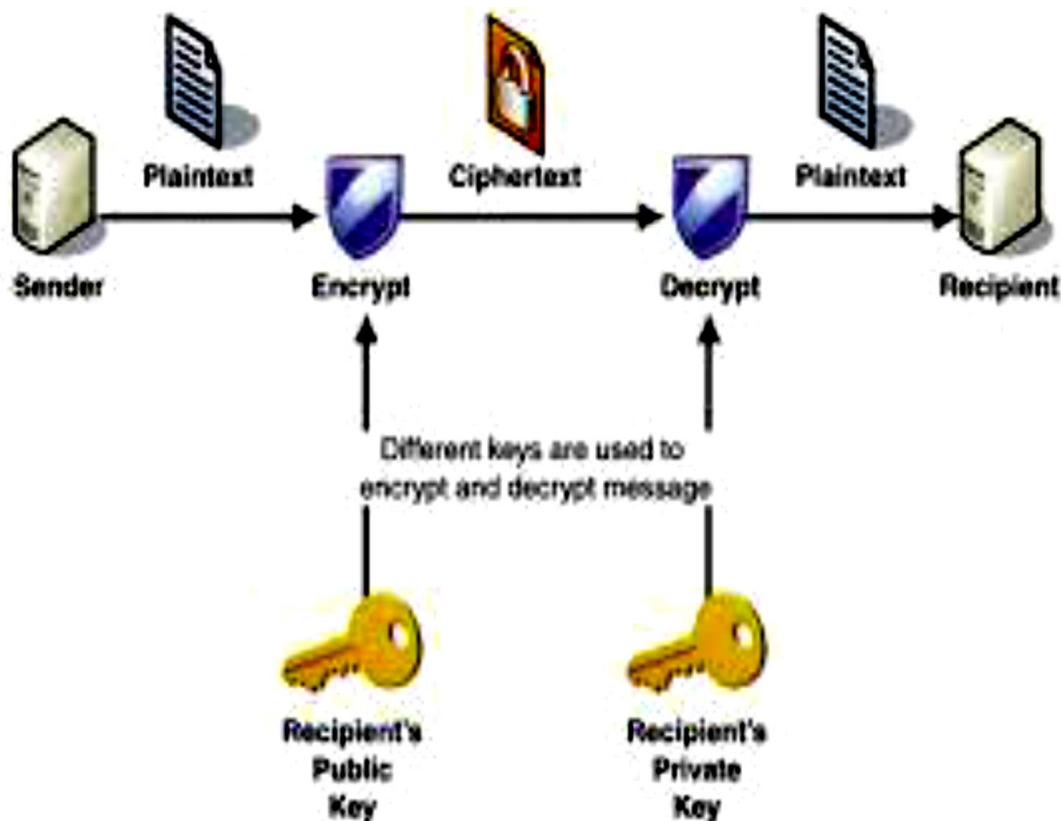 Plaintext
Ciphertext
Plaintext
Sender
Encrypt
Decrypt
Recipient
Different keys are used to
encrypt and decrypt message
Recipient's
Public
Key
Recipient's
Private
Key